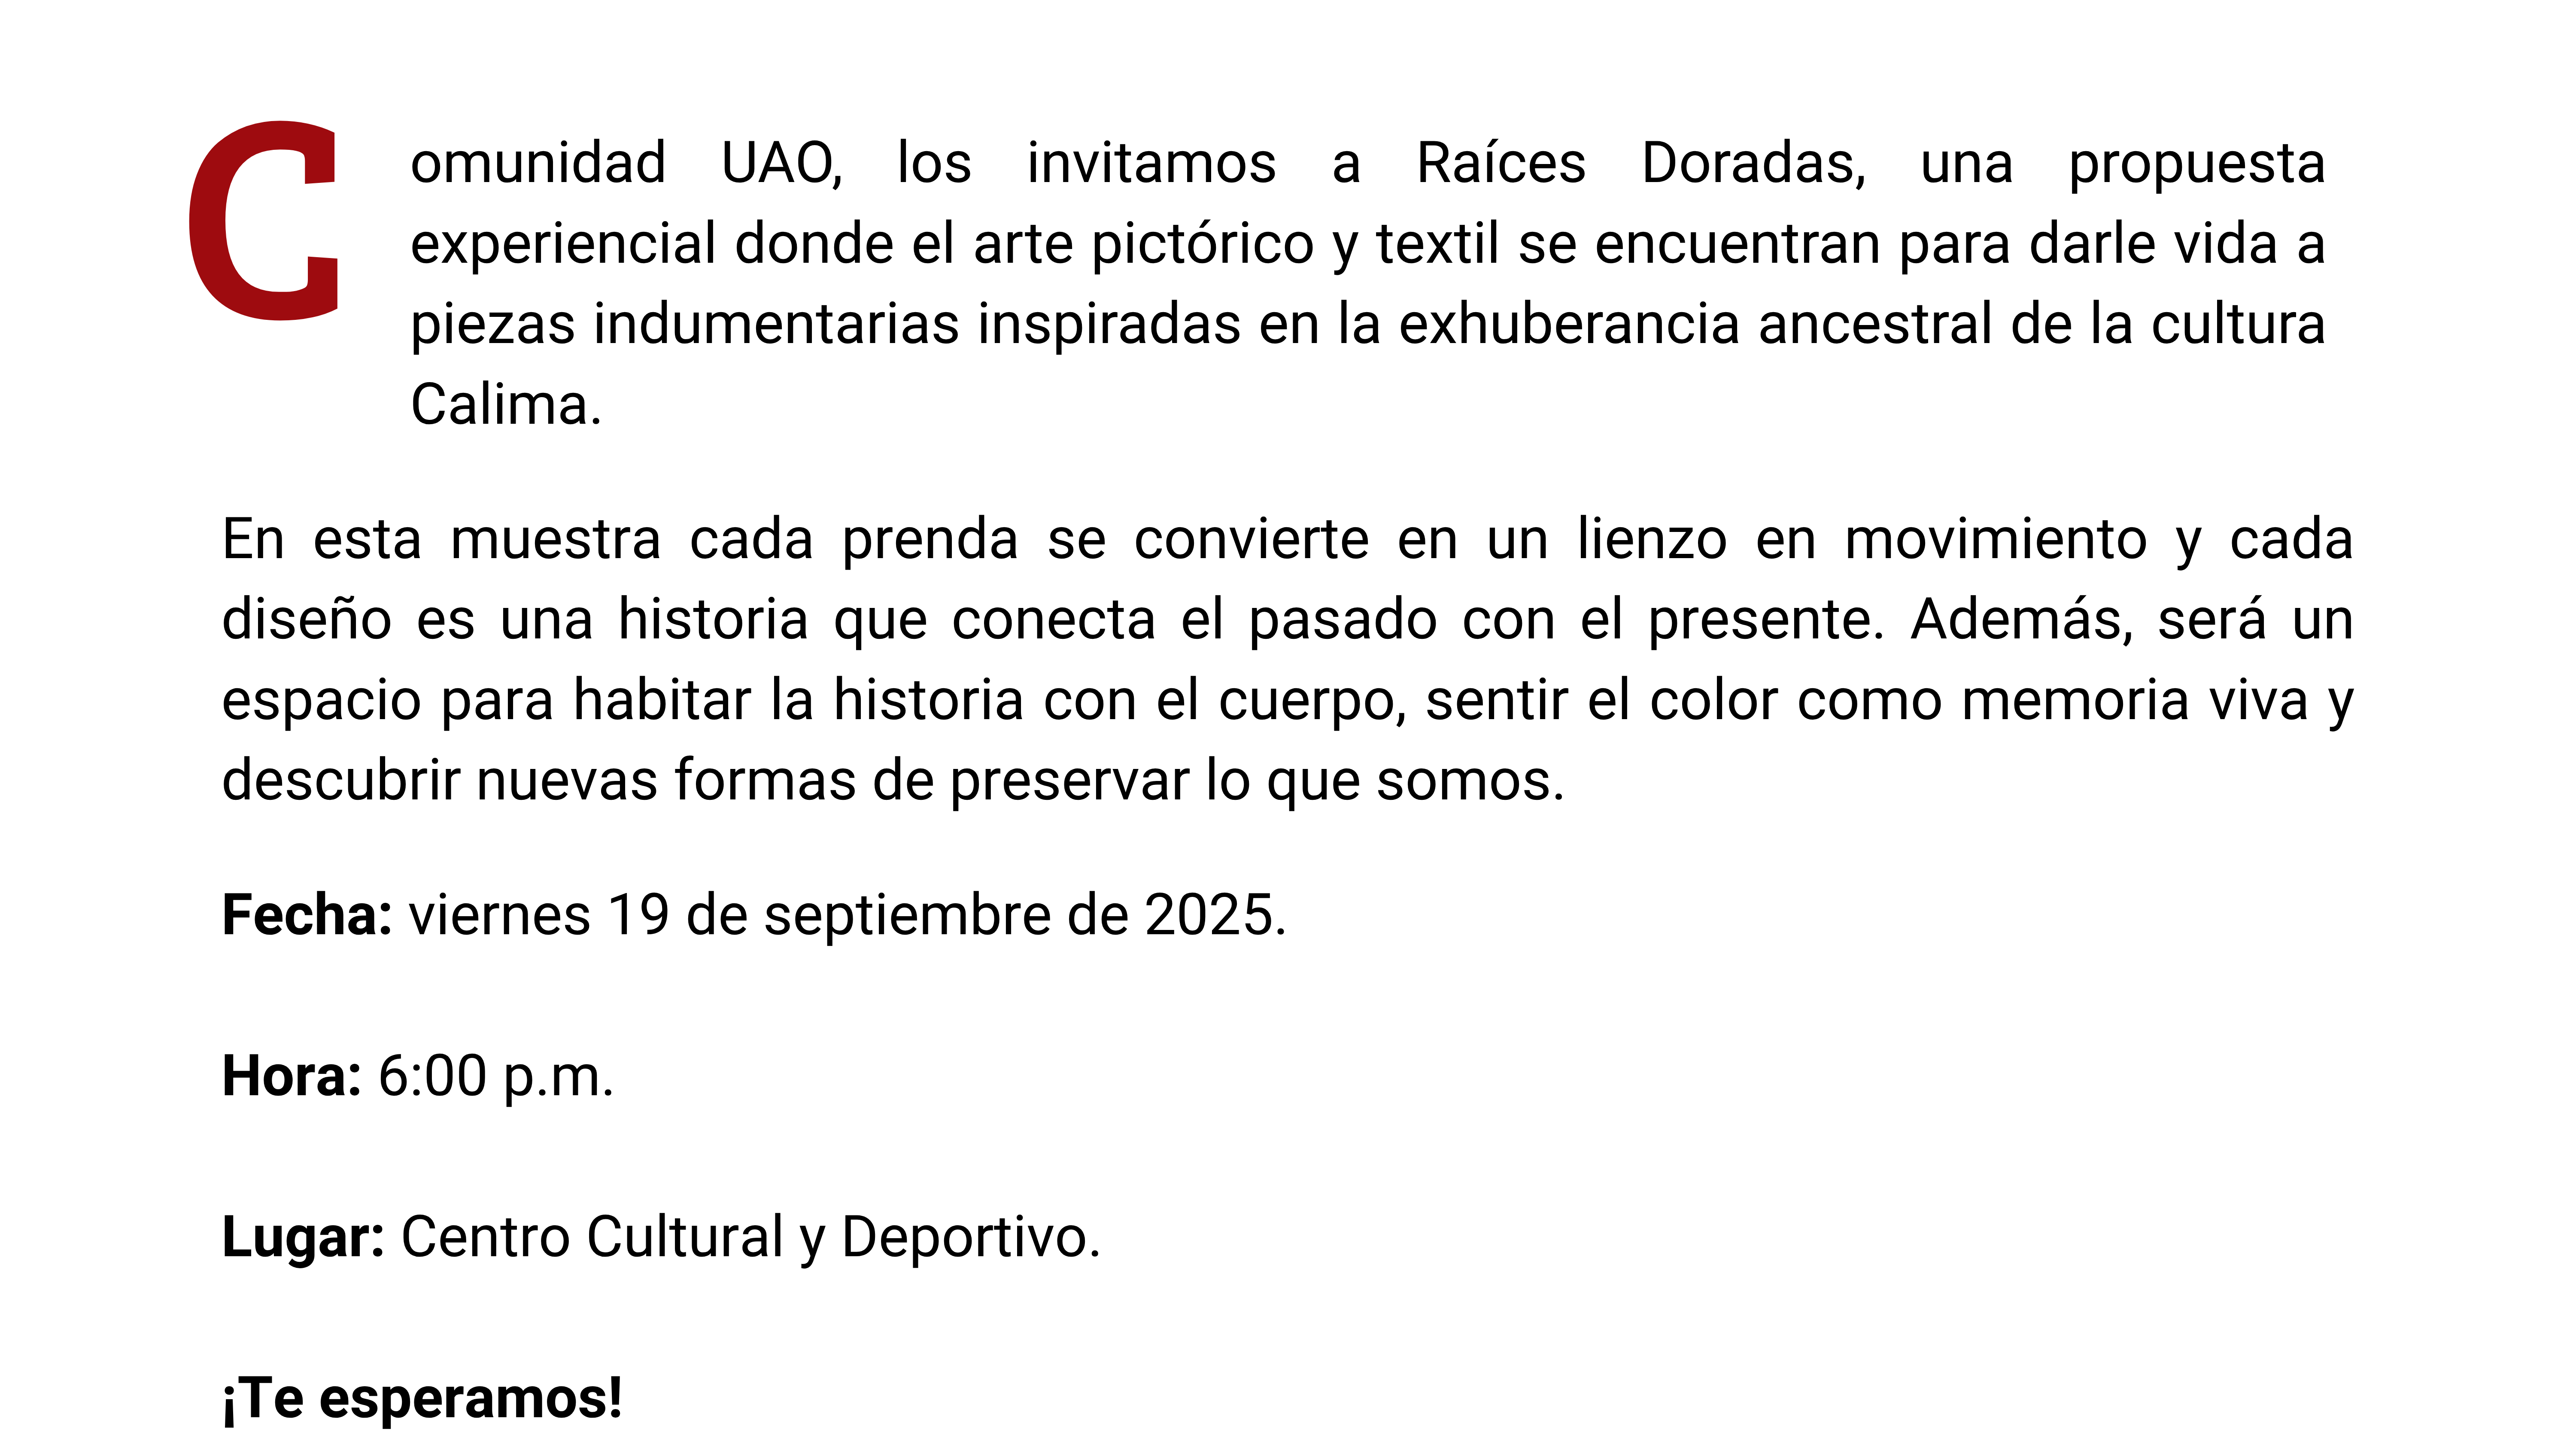 Comunidad UAO, los invitamos a Raíces Doradas, una propuesta
experiencial donde el arte pictórico y textil se encuentran para darle vida a
piezas indumentarias inspiradas en la exhuberancia ancestral de la cultura
Calima.
En esta muestra cada prenda se convierte en un lienzo en movimiento y cada
diseño es una historia que conecta el pasado con el presente. Además, será un
espacio para habitar la historia con el cuerpo, sentir el color como memoria viva y
descubrir nuevas formas de preservar lo que somos.
Fecha: viernes 19 de septiembre de 2025.
Hora: 6:00 p.m.
Lugar: Centro Cultural y Deportivo.
¡Te esperamos!